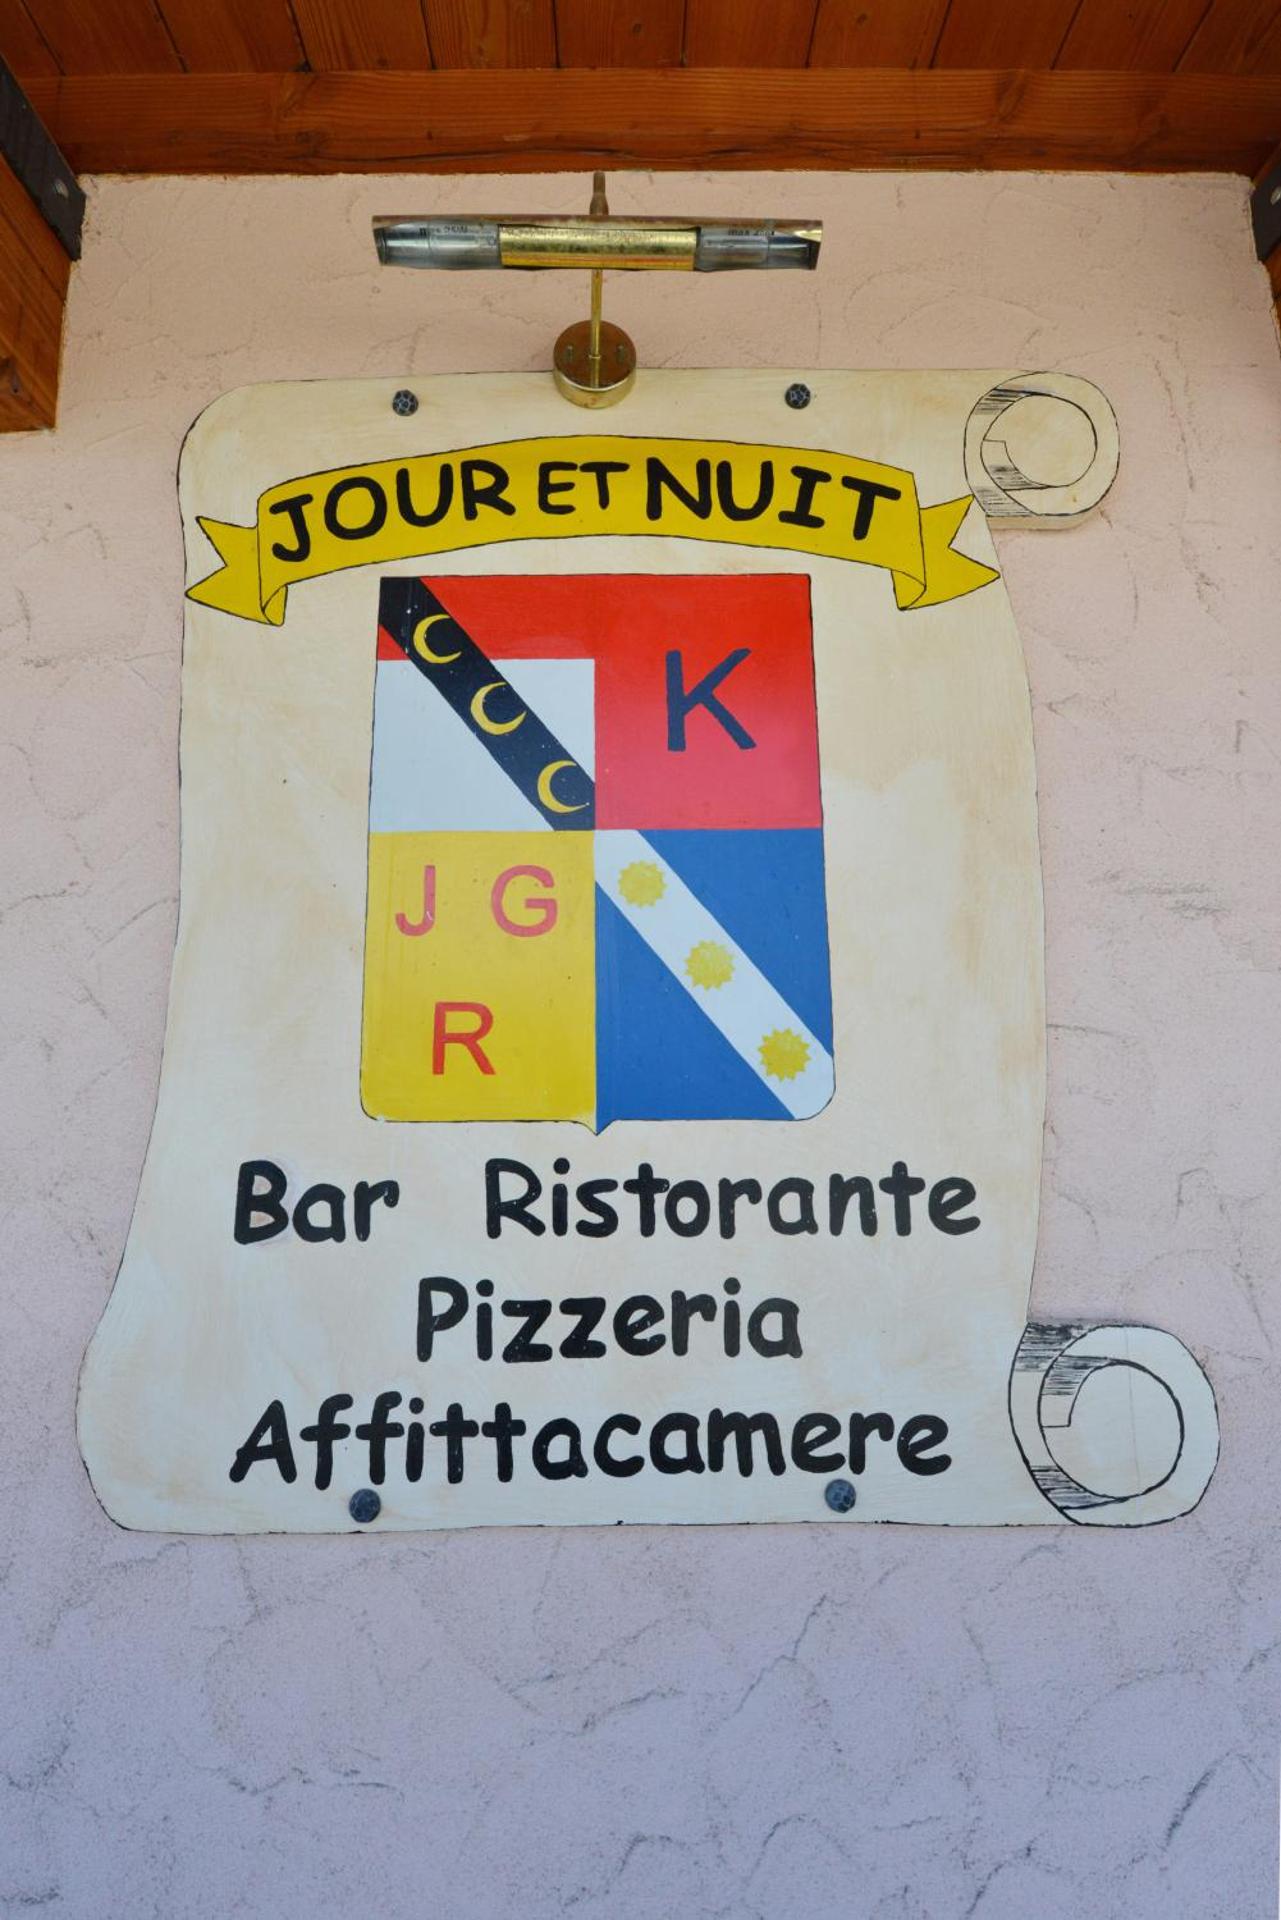 JOUR ET NUIT
K
J G
R
Bar Ristorante
Pizzeria
Affittacamere